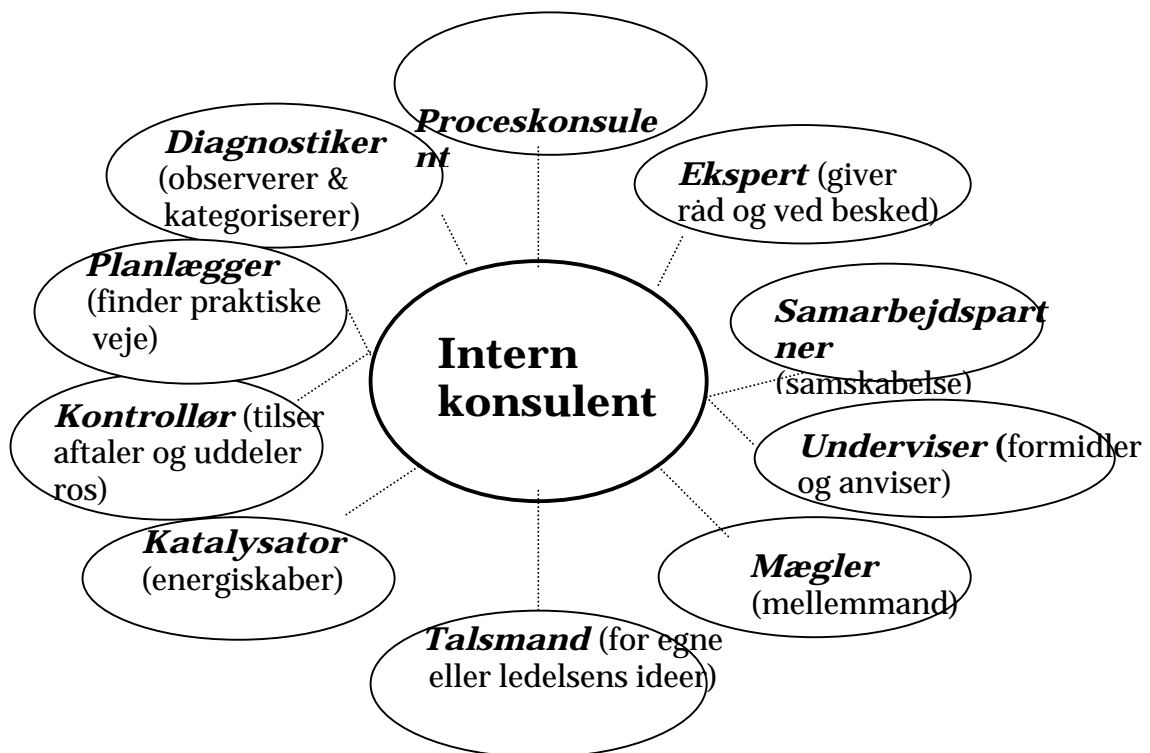 Proceskonsule
nt
Diagnostiker
(observerer &
kategoriserer)
Ekspert (giver
råd og ved besked)
Planlægger
(finder praktiske
veje)
Samarbejdspart
ner
(samskabelse)
Intern
konsulent
Kontrollør (tilser
aftaler og uddeler
ros)
Underviser (formidler
og anviser)
Katalysator
(energiskaber)
Mægler
(mellemmand)
Talsmand (for egne
eller ledelsens ideer)